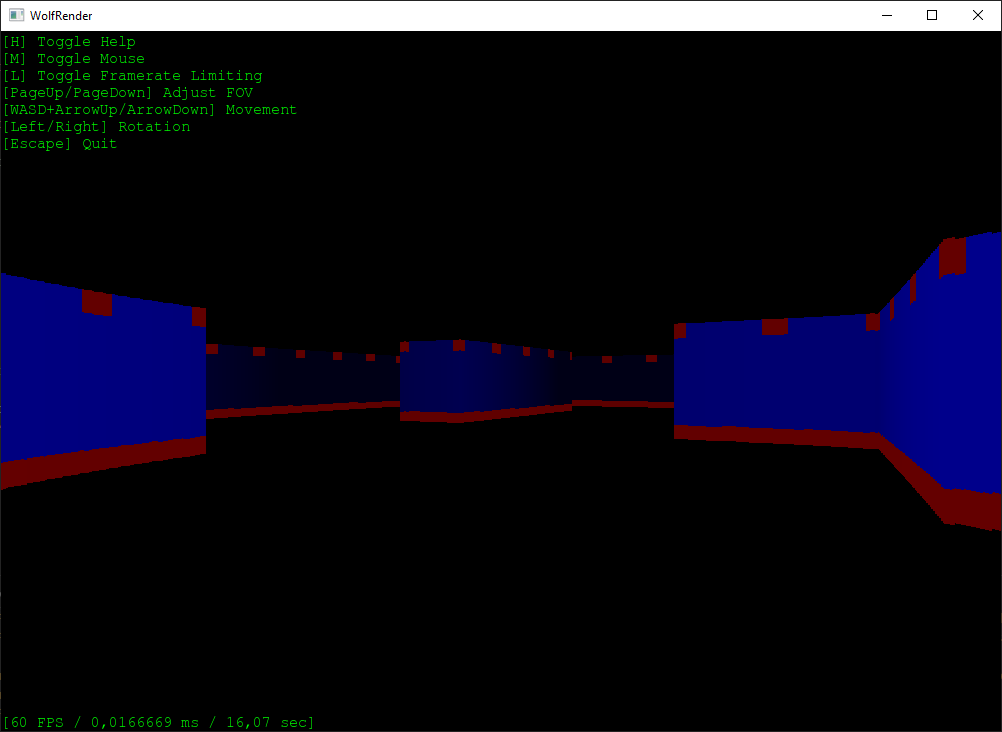 WolfRender
[H] Toggle Help
[M] Toggle Mouse
[L] Toggle Framerate Limiting
[PageUp/PageDown] Adjust FOV
[WASD+ArrowUp/ArrowDown] Movement
[Left/Right] Rotation
[Escape] Quit
[60 FPS / 0,0166669 ms / 16,07 sec]